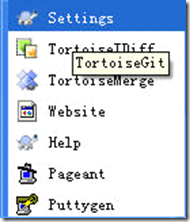 Settings
TortoiseIDiff
TortoiseGit
TortoiseMerge
Website
Help
Pageant
Puttygen